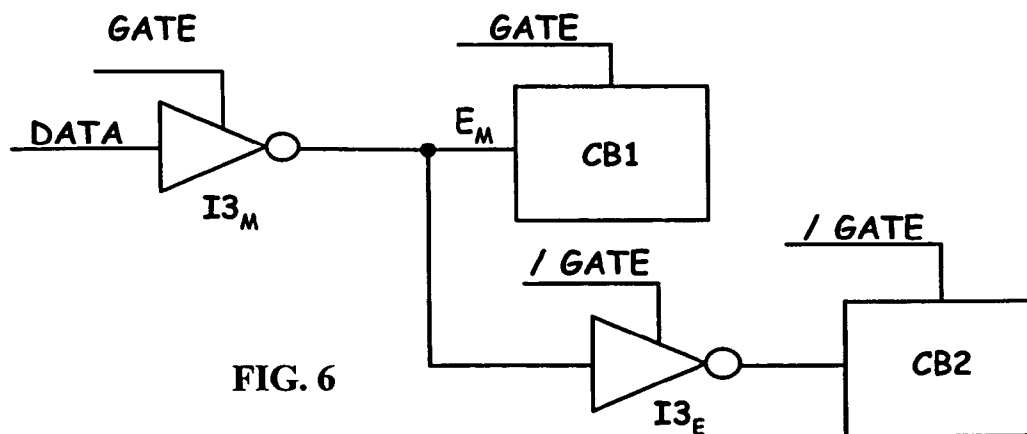 GATE
GATE
DATA
E_M
CB1
I3_M
/ GATE
/ GATE
CB2
FIG. 6
I3_E